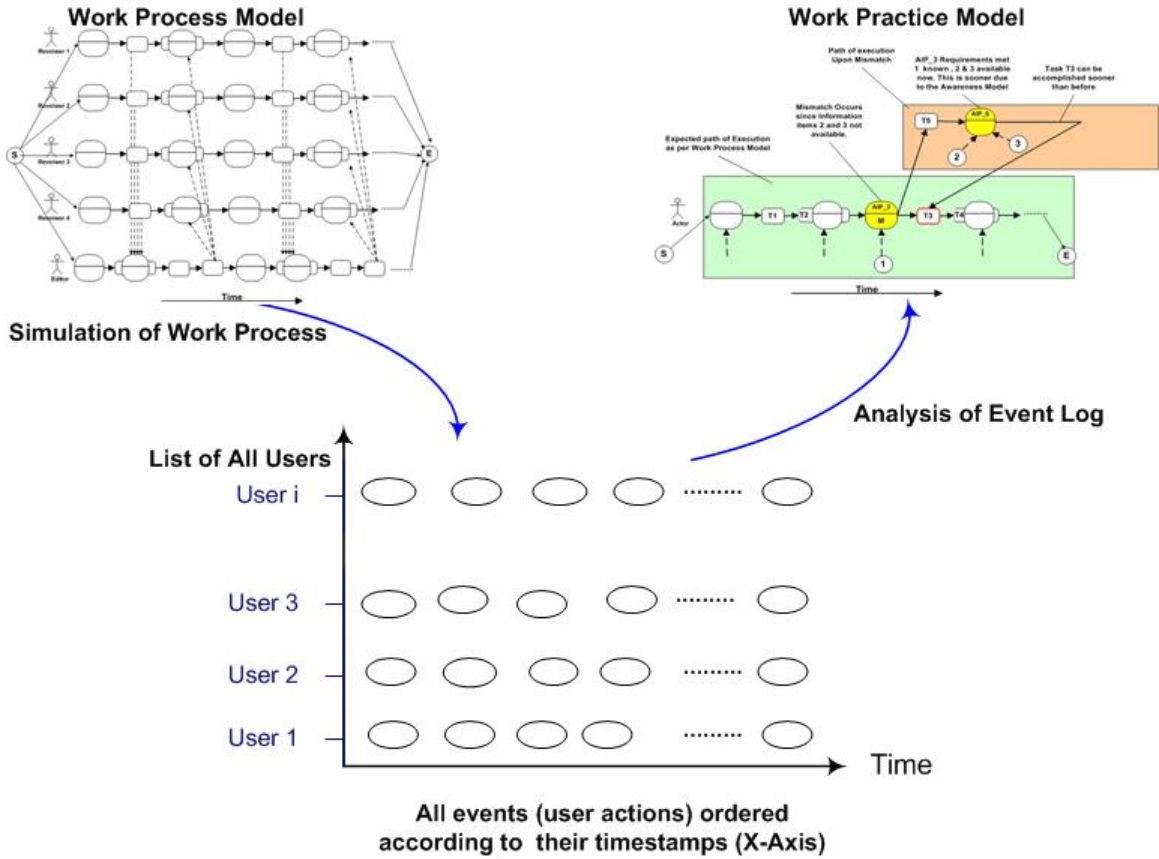 Work Process Model
Reveiwer 1
Reveiwer 2
Reveiwer 3
Reveiwer 4
Editor
S
E
Time
Simulation of Work Process
Work Practice Model
Path of execution
Upon Mismatch
AIP_3 Requirements met
1 known , 2 & 3 available
now. This is sooner due
to the Awareness Model
Task T3 can be
accomplished sooner
than before
Mismatch Occurs
since Information
items 2 and 3 not
available.
Expected path of Execution
as per Work Process Model
T5
2
3
Actor
S
T1
T2
AIP_3
M
T3
T4
1
E
Time
Analysis of Event Log
List of All Users
User i
User 3
User 2
User 1
Time
All events (user actions) ordered
according to their timestamps (X-Axis)